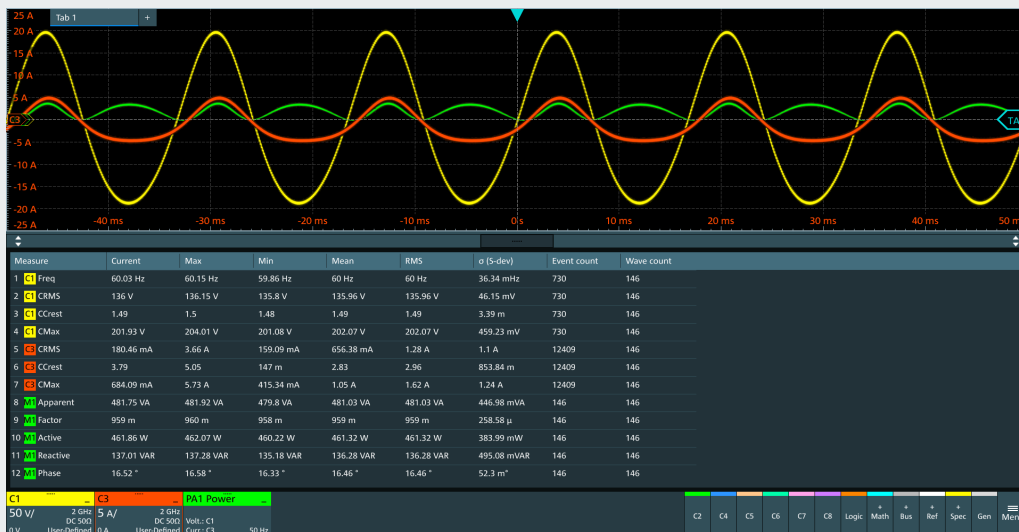 25 A
Tab 1 +
20 A
15 A
10 A
5 A
C3
TA
-5 A
-10 A
-15 A
-20 A
-25 A
-40 ms -30 ms -20 ms -10 ms 0 s 10 ms 20 ms 30 ms 40 ms 50 m
Measure Current Max Min Mean RMS σ (S-dev) Event count Wave count
1 C1 Freq 60.03 Hz 60.15 Hz 59.86 Hz 60 Hz 60 Hz 36.34 mHz 730 146
2 C1 CRMS 136 V 136.15 V 135.8 V 135.96 V 135.96 V 46.15 mV 730 146
3 C1 CCrest 1.49 1.5 1.48 1.49 1.49 3.39 m 730 146
4 C1 CMax 201.93 V 204.01 V 201.08 V 202.07 V 202.07 V 459.23 mV 730 146
5 C3 CRMS 180.46 mA 3.66 A 159.09 mA 656.38 mA 1.28 A 1.1 A 12409 146
6 C3 CCrest 3.79 5.05 147 m 2.83 2.96 853.84 m 12409 146
7 C3 CMax 684.09 mA 5.73 A 415.34 mA 1.05 A 1.62 A 1.24 A 12409 146
8 M1 Apparent 481.75 VA 481.92 VA 479.8 VA 481.03 VA 481.03 VA 446.98 mVA 146 146
9 M1 Factor 959 m 960 m 958 m 959 m 959 m 258.58 μ 146 146
10 M1 Active 461.86 W 462.07 W 460.22 W 461.32 W 461.32 W 383.99 mW 146 146
11 M1 Reactive 137.01 VAR 137.28 VAR 135.18 VAR 136.28 VAR 136.28 VAR 495.08 mVAR 146 146
12 M1 Phase 16.52 ° 16.58 ° 16.33 ° 16.46 ° 16.46 ° 52.3 m° 146 146
C1 C3 PA1 Power
50 V/ 2 GHz 5 A/ 2 GHz
DC 50Ω DC 50Ω Volt.: C1
0 V User-Defined 0 A User-Defined Curr.: C3 50 Hz
C2 C4 C5 C6 C7 C8 Logic + Math + Bus + Ref + Spec Gen Men